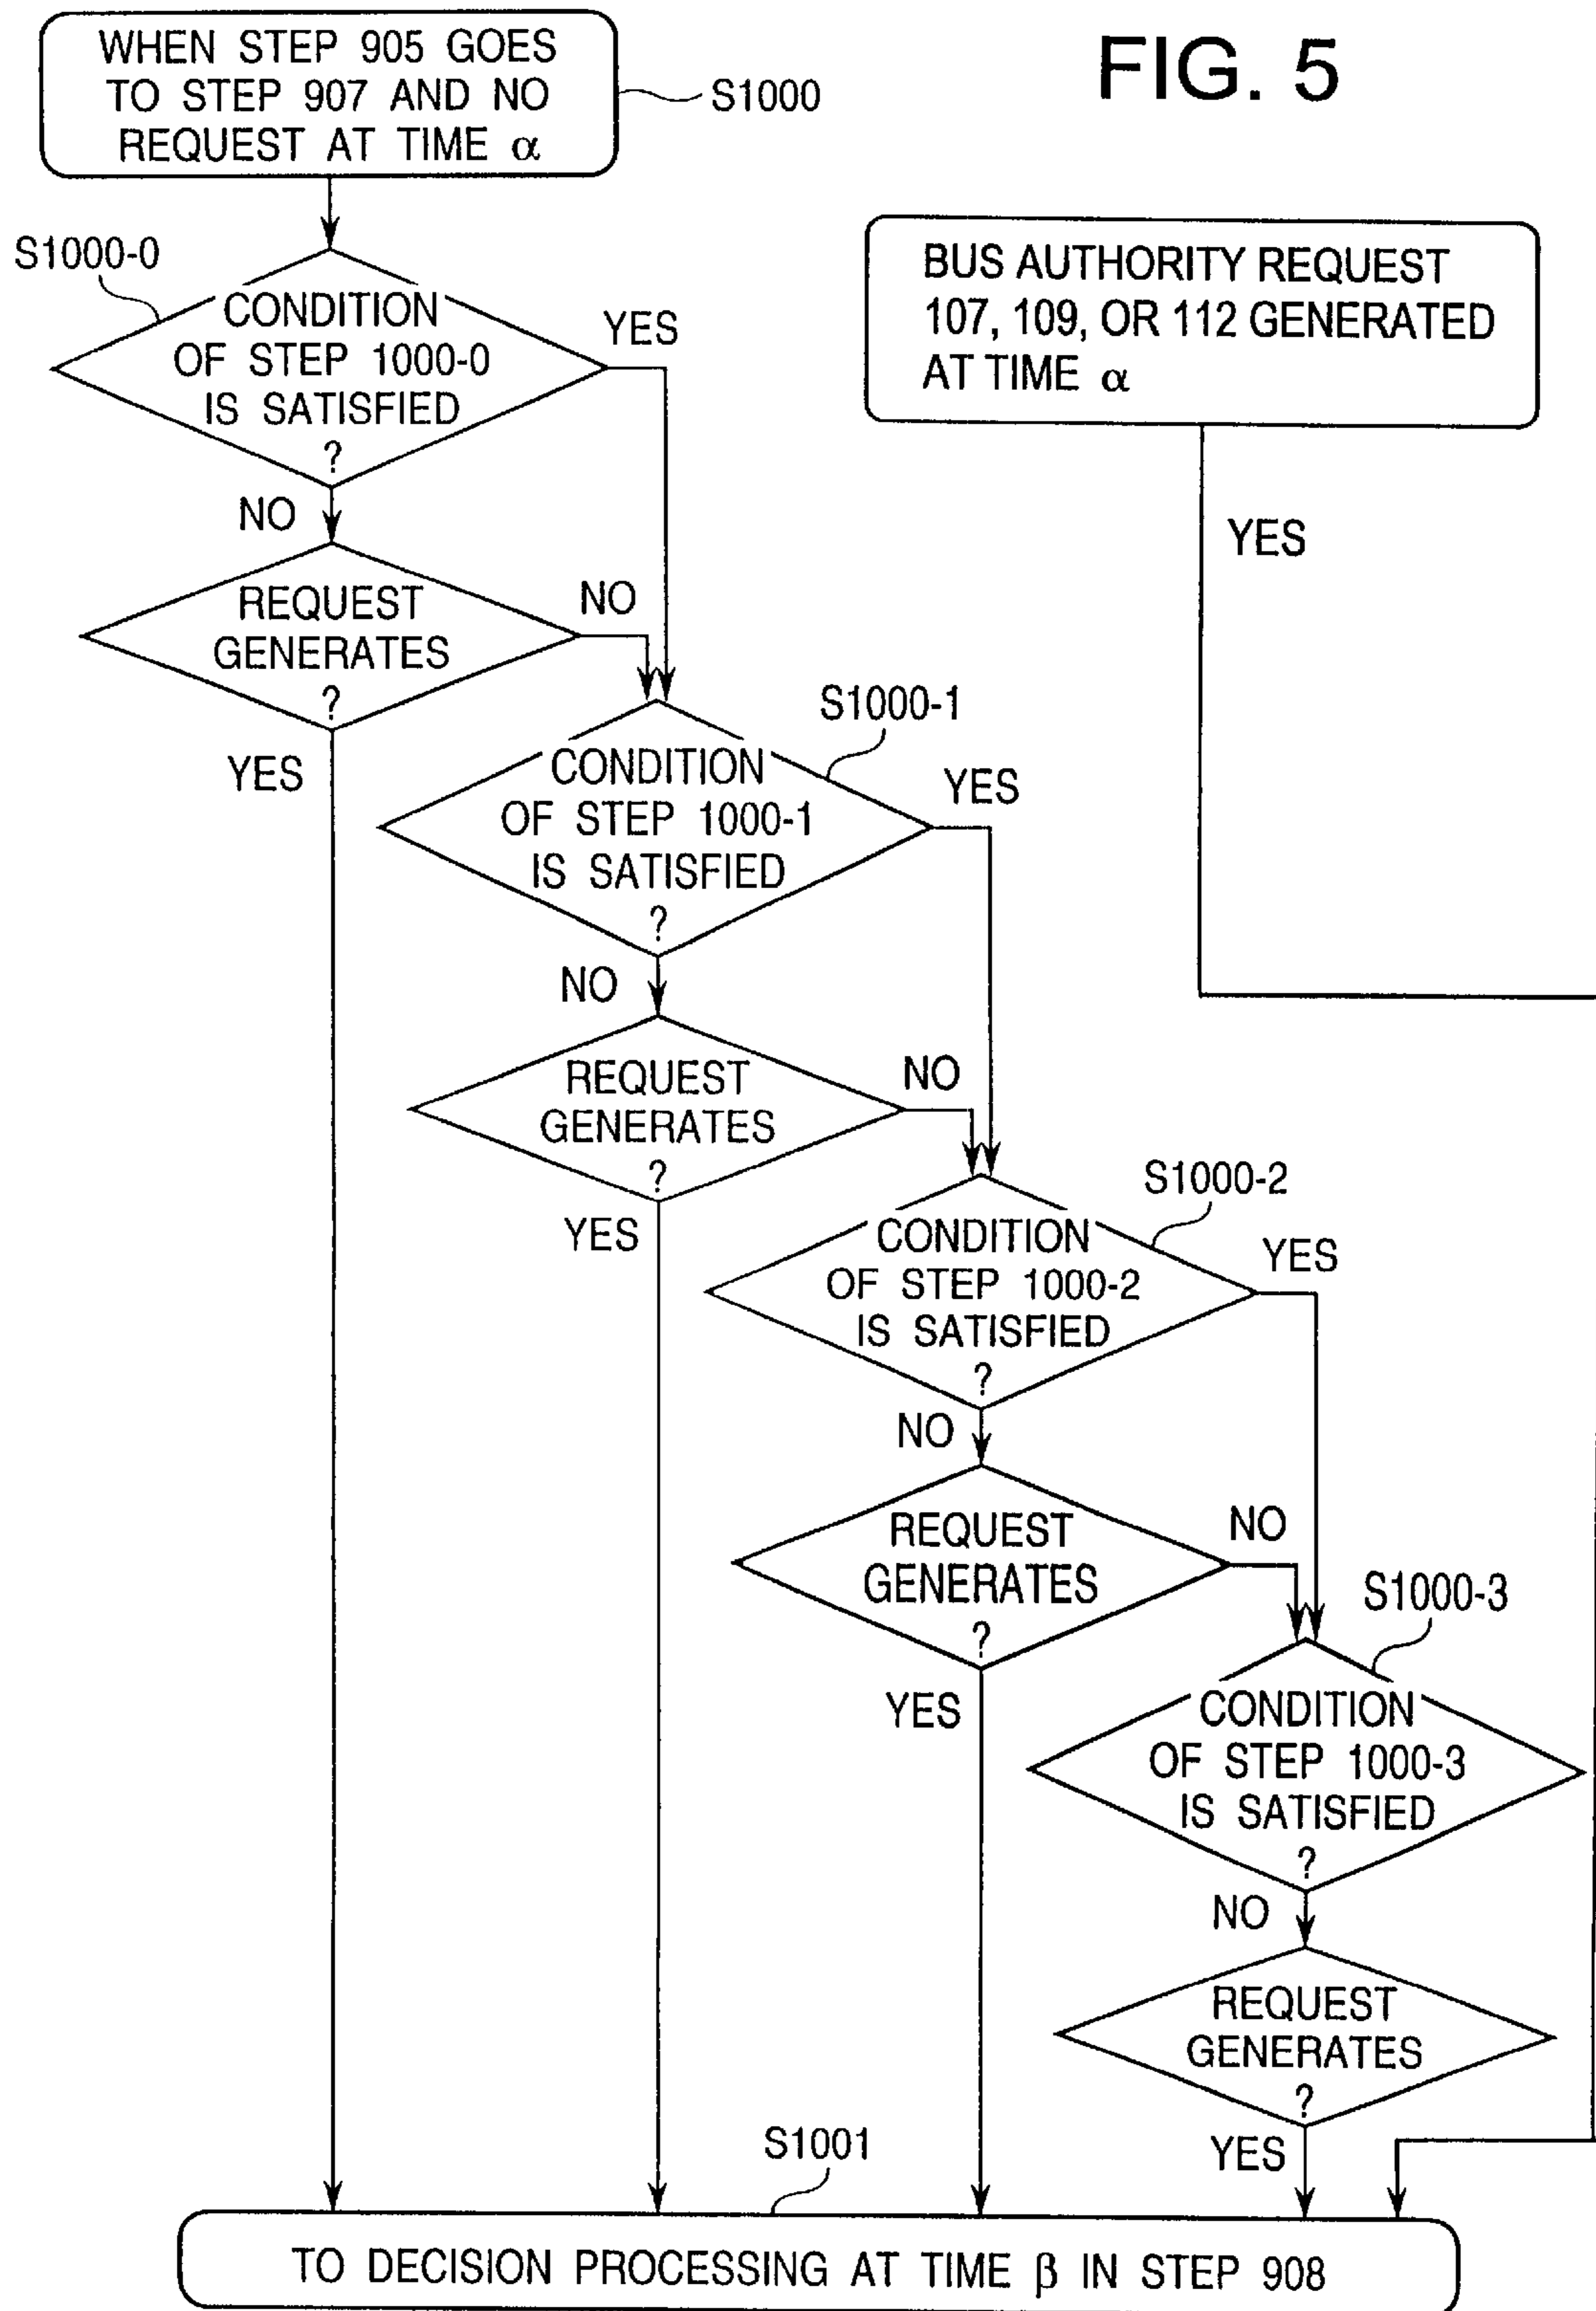 FIG. 5
WHEN STEP 905 GOES
TO STEP 907 AND NO
REQUEST AT TIME α
S1000
BUS AUTHORITY REQUEST
107, 109, OR 112 GENERATED
AT TIME α
YES
S1000-0
CONDITION
OF STEP 1000-0
IS SATISFIED
?
YES
NO
REQUEST
GENERATES
?
NO
YES
S1000-1
CONDITION
OF STEP 1000-1
IS SATISFIED
?
YES
NO
REQUEST
GENERATES
?
NO
YES
S1000-2
CONDITION
OF STEP 1000-2
IS SATISFIED
?
YES
NO
REQUEST
GENERATES
?
NO
YES
S1000-3
CONDITION
OF STEP 1000-3
IS SATISFIED
?
NO
REQUEST
GENERATES
?
YES
S1001
TO DECISION PROCESSING AT TIME β IN STEP 908